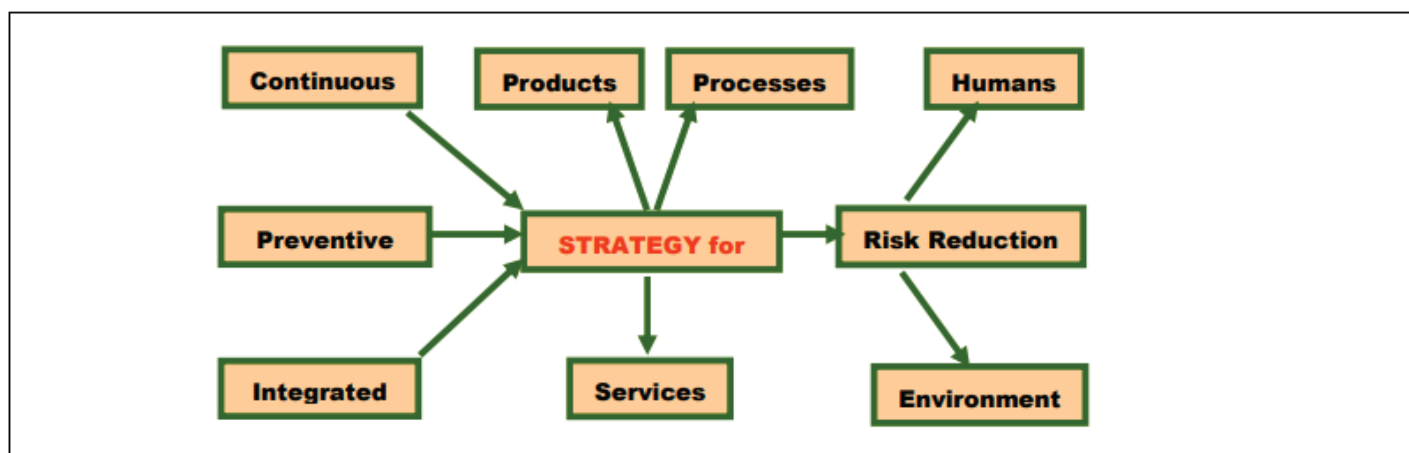 Continuous
Products
Processes
Humans
Preventive
STRATEGY for
Risk Reduction
Integrated
Services
Environment